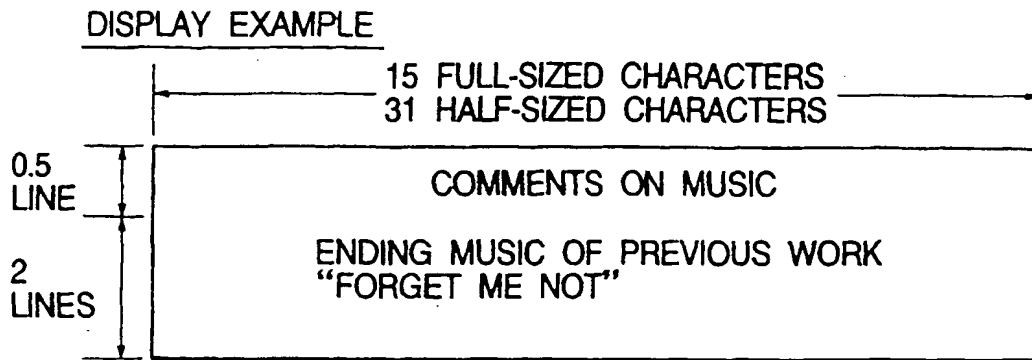 DISPLAY EXAMPLE
15 FULL-SIZED CHARACTERS
31 HALF-SIZED CHARACTERS
0.5
LINE
COMMENTS ON MUSIC
2
LINES
ENDING MUSIC OF PREVIOUS WORK
“FORGET ME NOT”